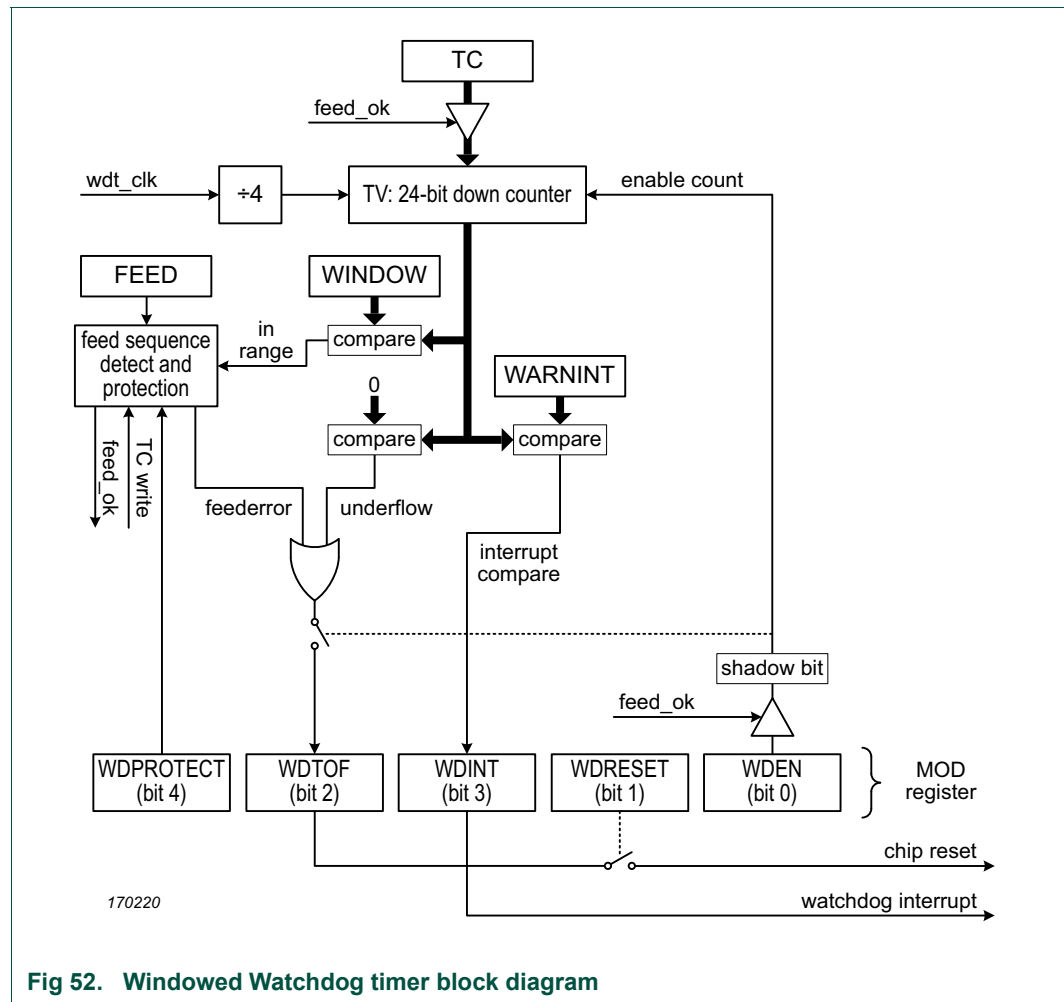 TC
feed_ok
wdt_clk
÷4
TV: 24-bit down counter
enable count
FEED
WINDOW
feed sequence
detect and
protection
in
range
compare
WARNINT
0
compare
compare
feed_ok
TC write
feederror
underflow
interrupt
compare
shadow bit
feed_ok
WDPROTECT
(bit 4)
WDTOF
(bit 2)
WDINT
(bit 3)
WDRESET
(bit 1)
WDEN
(bit 0)
MOD
register
chip reset
170220
watchdog interrupt
Fig 52. Windowed Watchdog timer block diagram